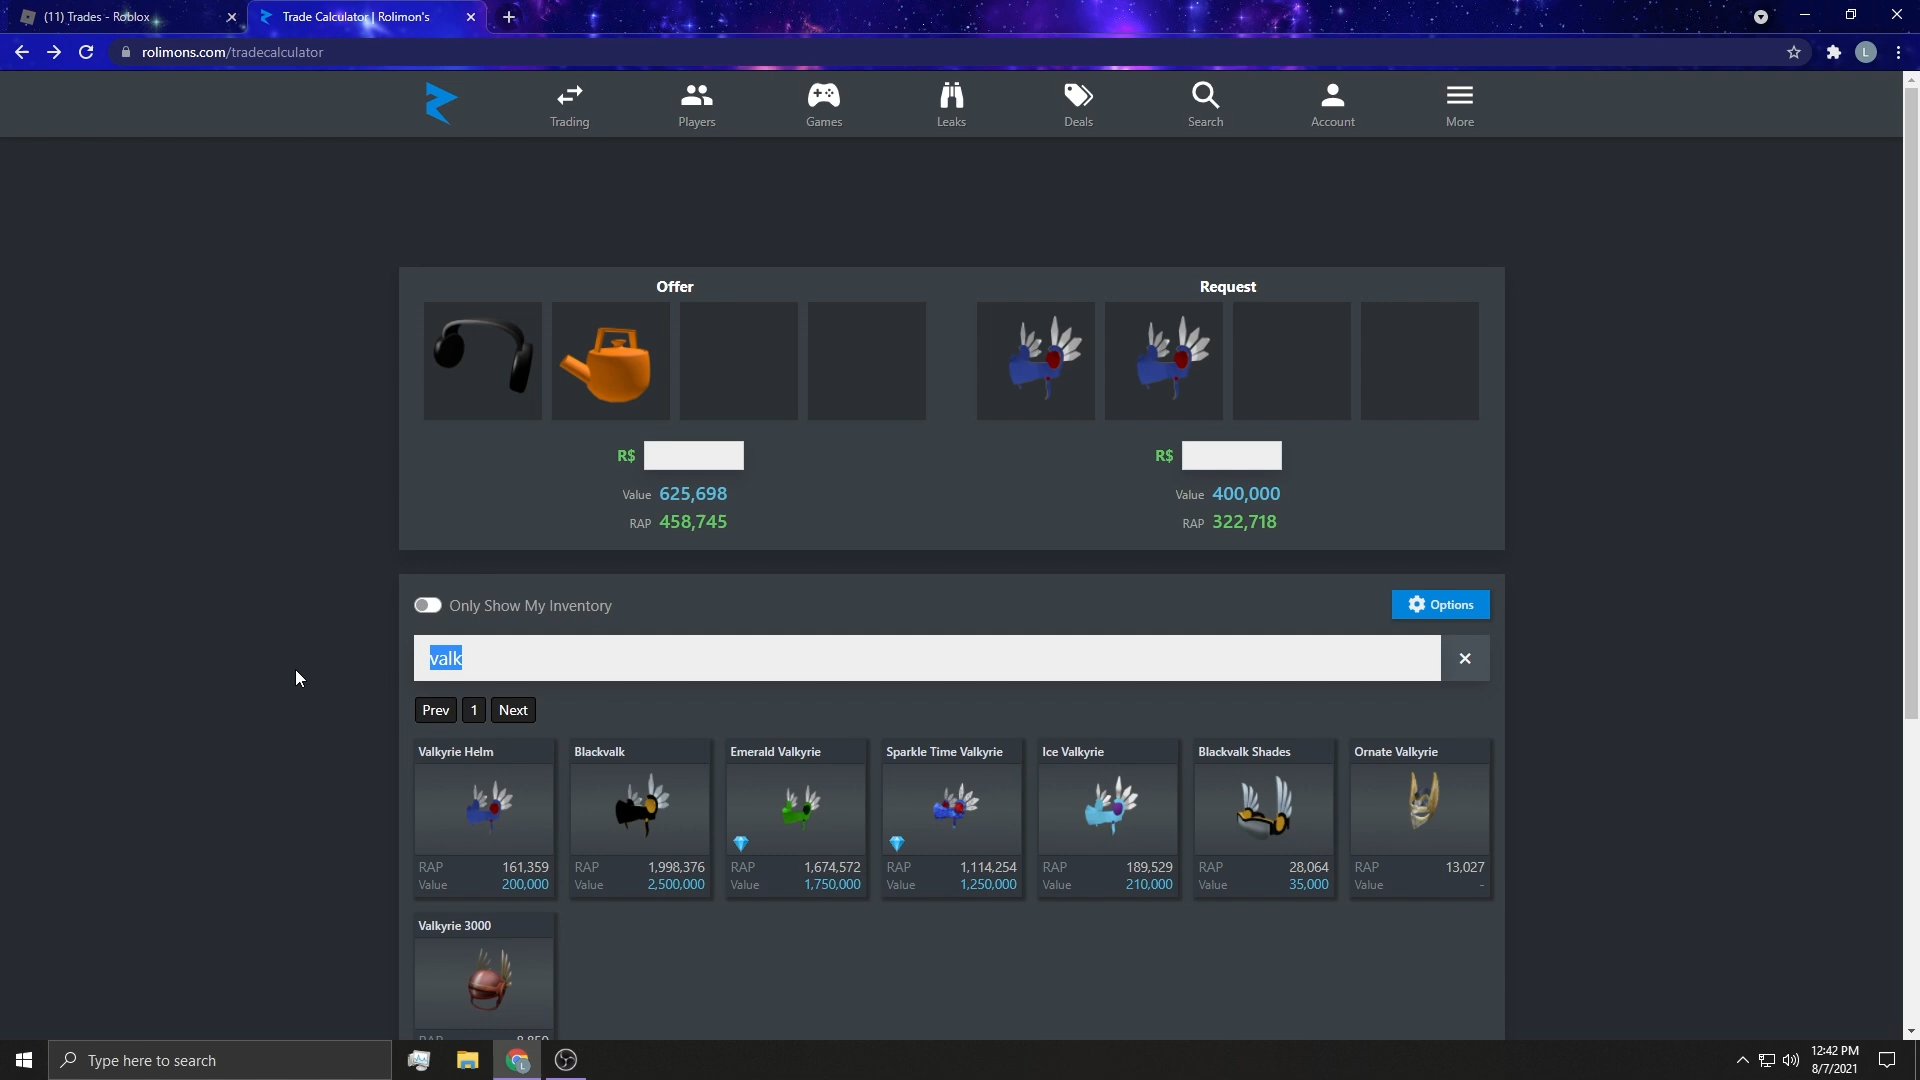 (11) Trades - Roblox
Trade Calculator | Rolimon's
rolimons.com/tradecalculator
L
Trading
Players
Games
Leaks
Deals
Search
Account
More
Offer
Request
R$
R$
Value 625,698
Value 400,000
RAP 458,745
RAP 322,718
Only Show My Inventory
Options
valk
Prev 1 Next
Valkyrie Helm
Blackvalk
Emerald Valkyrie
Sparkle Time Valkyrie
Ice Valkyrie
Blackvalk Shades
Ornate Valkyrie
RAP 161,359
RAP 1,998,376
RAP 1,674,572
RAP 1,114,254
RAP 189,529
RAP 28,064
RAP 13,027
Value 200,000
Value 2,500,000
Value 1,750,000
Value 1,250,000
Value 210,000
Value 35,000
Value -
Valkyrie 3000
RAP 8,850
Type here to search
L
12:42 PM
8/7/2021